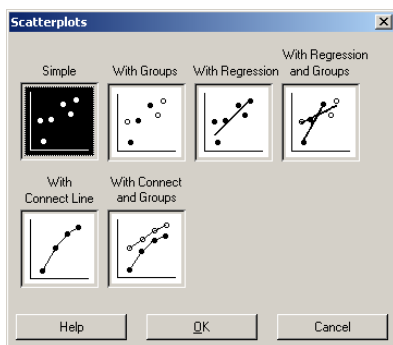 Scatterplots
Simple
With Groups
With Regression
With Regression
and Groups
With
Connect Line
With Connect
and Groups
Help
OK
Cancel